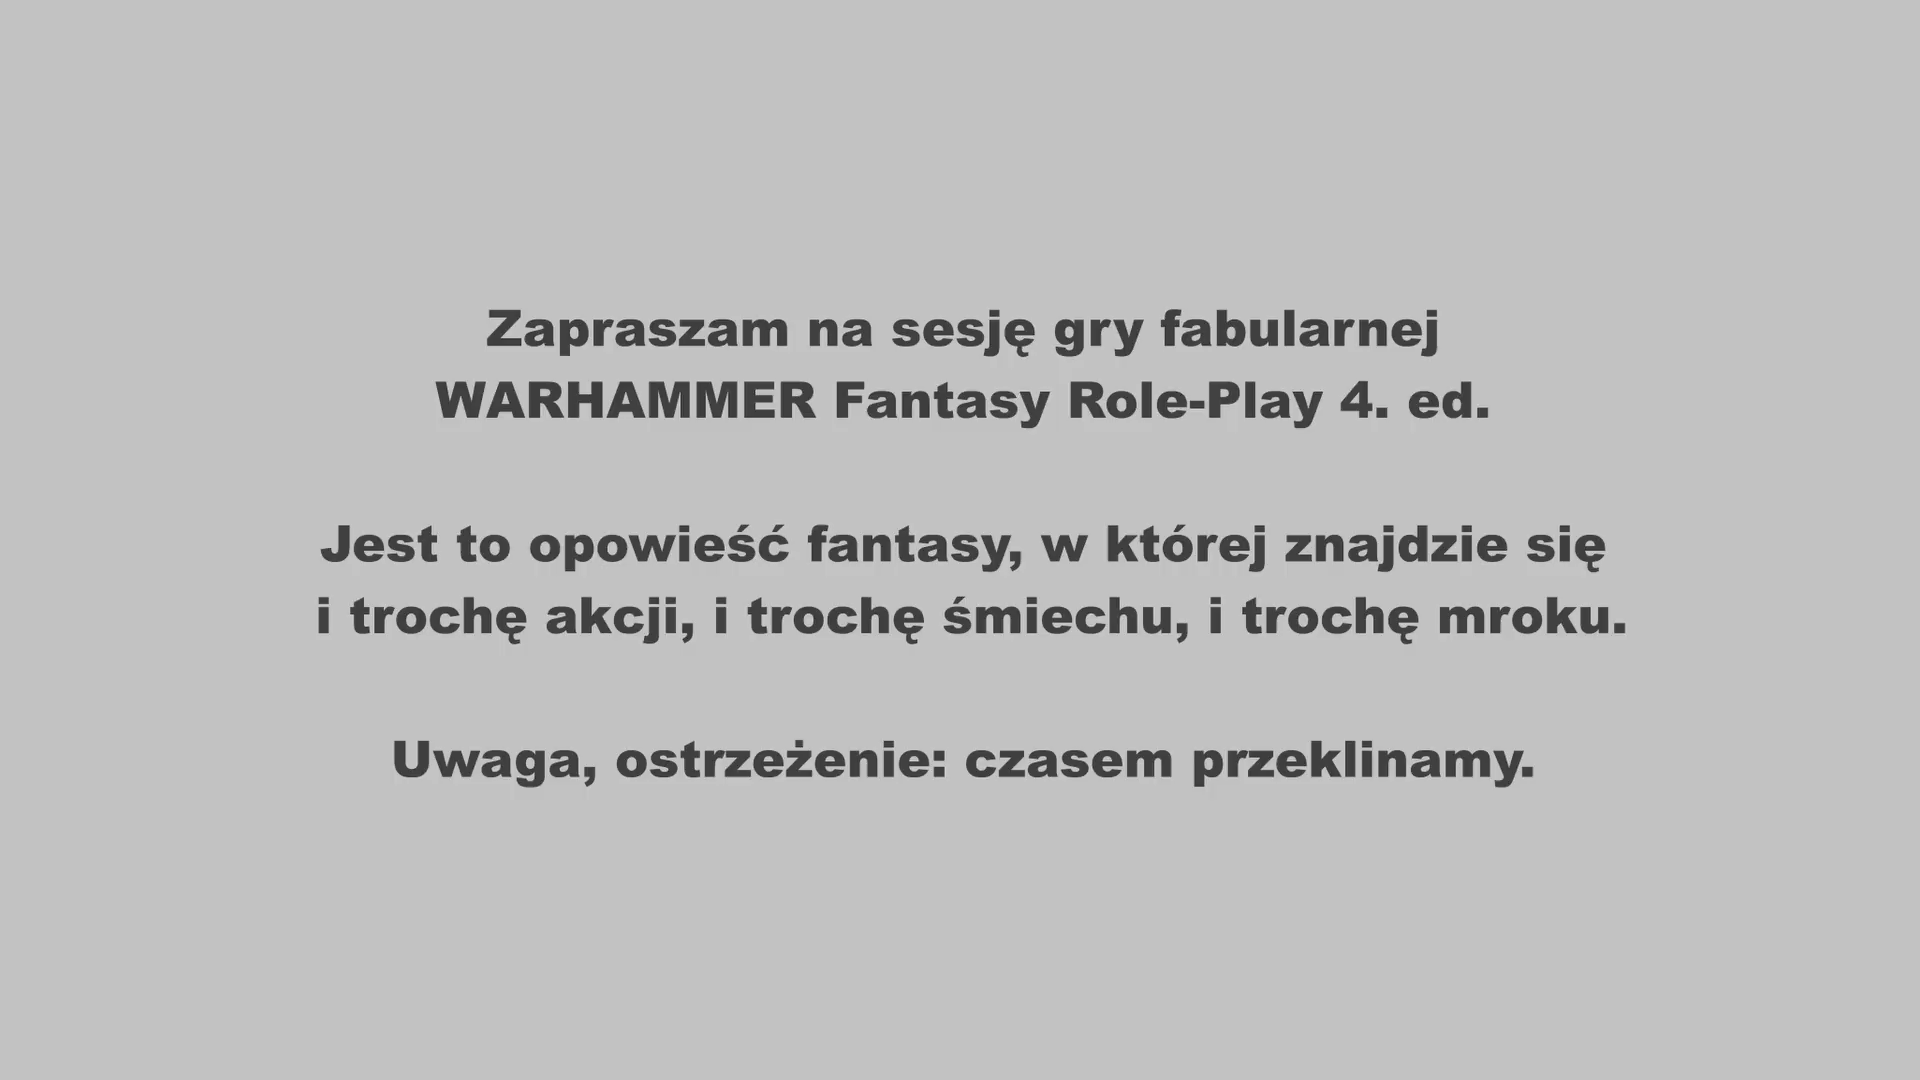 Zapraszam na sesję gry fabularnej
WARHAMMER Fantasy Role-Play 4. ed.
Jest to opowieść fantasy, w której znajdzie się
i trochę akcji, i trochę śmiechu, i trochę mroku.
Uwaga, ostrzeżenie: czasem przeklinamy.